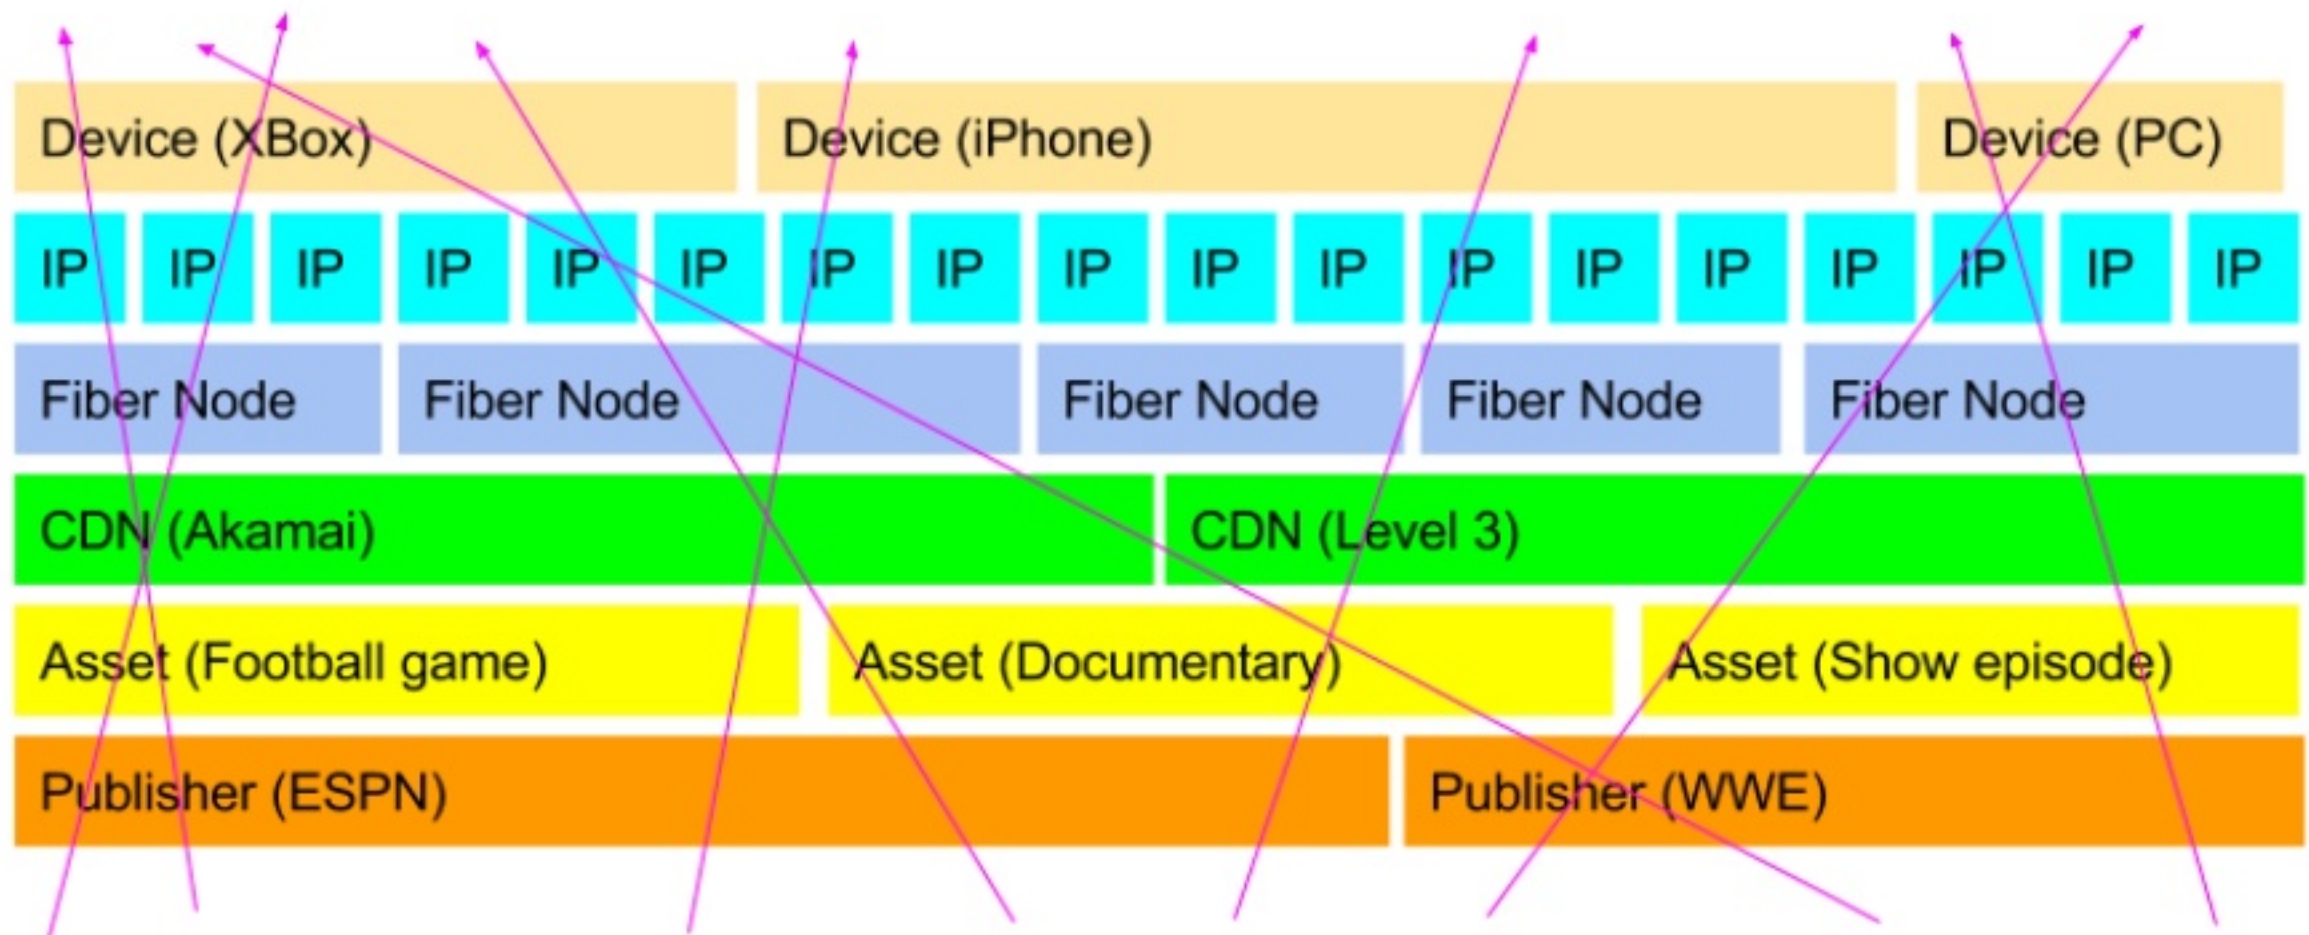 Device (XBox) Device (iPhone) Device (PC)
IP IP IP IP IP IP IP IP IP IP IP IP IP IP IP IP IP IP
Fiber Node Fiber Node Fiber Node Fiber Node Fiber Node
CDN (Akamai) CDN (Level 3)
Asset (Football game) Asset (Documentary) Asset (Show episode)
Publisher (ESPN) Publisher (WWE)